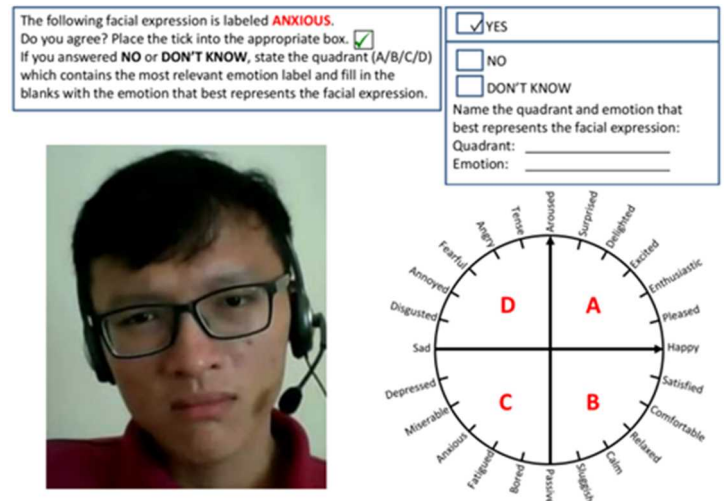 The following facial expression is labeled ANXIOUS.
Do you agree? Place the tick into the appropriate box.
If you answered NO or DON'T KNOW, state the quadrant (A/B/C/D)
which contains the most relevant emotion label and fill in the
blanks with the emotion that best represents the facial expression.
YES
NO
DON'T KNOW
Name the quadrant and emotion that
best represents the facial expression:
Quadrant:
Emotion:
Aroused
Surprised
Delighted
Excited
Enthusiastic
Pleased
Happy
Satisfied
Comfortable
Relaxed
Calm
Sluggish
Passive
Bored
Fatigued
Anxious
Miserable
Depressed
Sad
Disgusted
Annoyed
Fearful
Angry
Tense
D
A
C
B